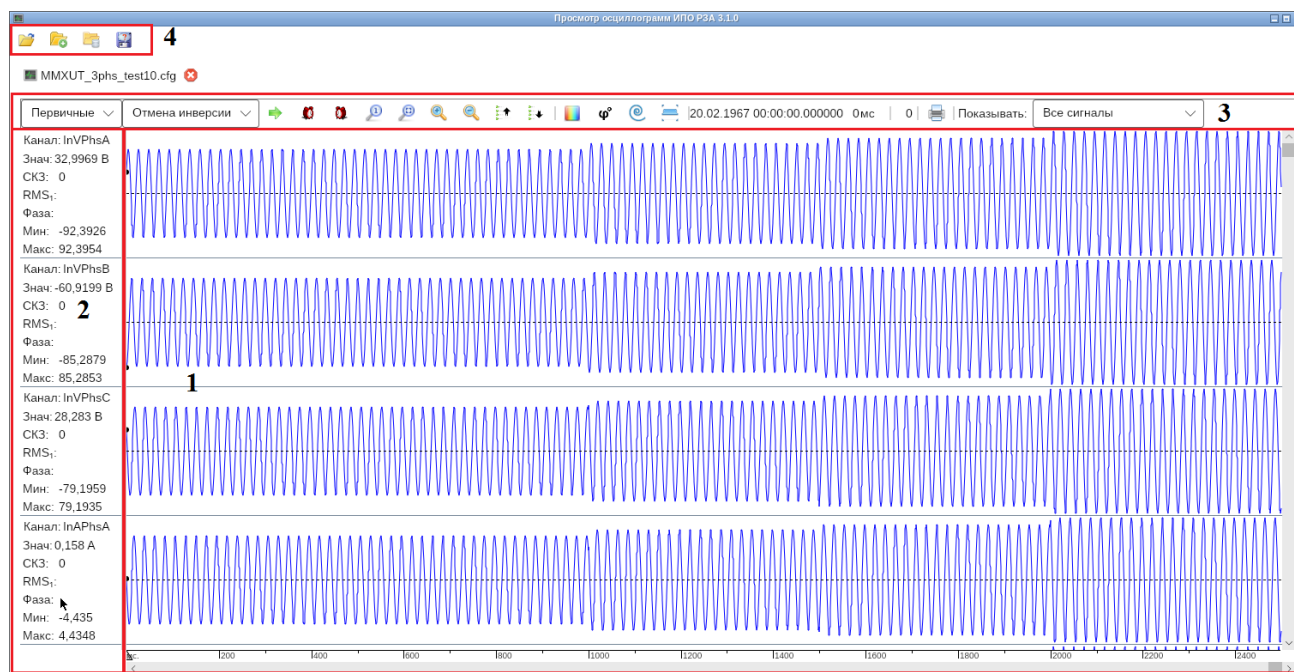 Просмотр осциллограмм ИПО РЗА 3.1.0
4
MMXUT_3phs_test10.cfg
Первичные Отмена инверсии 1 φ° 20.02.1967 00:00:00.000000 0мс 0 Показывать: Все сигналы 3
Канал: InVPhsA
Знач: 32,9969 В
СКЗ: 0
RMS₁:
Фаза:
Мин: -92,3926
Макс: 92,3954
Канал: InVPhsB
Знач: -60,9199 В
СКЗ: 0
2
RMS₁:
Фаза:
Мин: -85,2879
Макс: 85,2853
1
Канал: InVPhsC
Знач: 28,283 В
СКЗ: 0
RMS₁:
Фаза:
Мин: -79,1959
Макс: 79,1935
Канал: InAPhsA
Знач: 0,158 А
СКЗ: 0
RMS₁:
Фаза:
Мин: -4,435
Макс: 4,4348
200 400 600 800 1000 1200 1400 1600 1800 2000 2200 2400